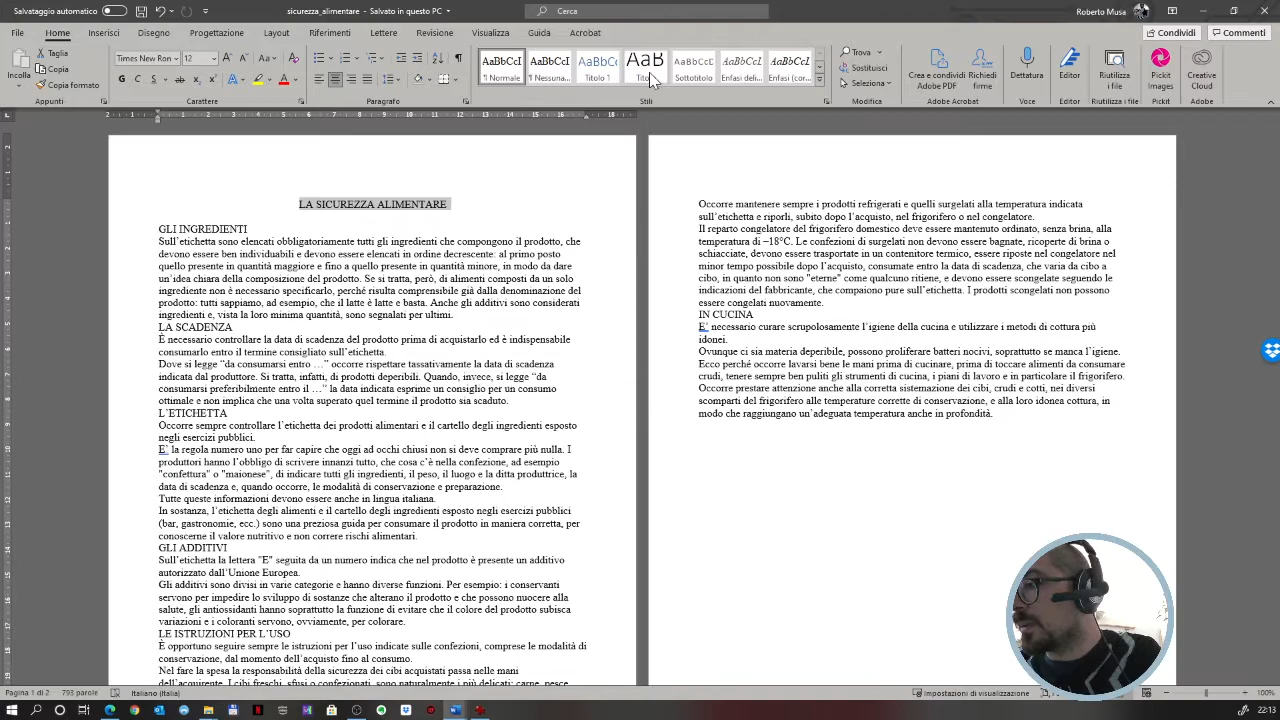 Salvataggio automatico
sicurezza_alimentare - Salvato in questo PC
Cerca
Roberto Musa
File Home Inserisci Disegno Progettazione Layout Riferimenti Lettere Revisione Visualizza Guida Acrobat
Condividi Commenti
Incolla
Taglia
Copia
Copia formato
Times New Ron 12
AaBbCcI AaBbCcI AaBbCc AaB AaBbCcD AaBbCcI AaBbCcI
¶ Normale ¶ Nessuna... Titolo 1 Sottotitolo Enfasi deli... Enfasi (cor...
Trova
Sostituisci
Seleziona
Crea e condividi Adobe PDF
Richiedi firme
Dettatura
Editor
Riutilizza i file
Pickit Images
Creative Cloud
Appunti Carattere Paragrafo Stili Modifica Adobe Acrobat Voce Editor Riutilizza i file Pickit Adobe
LA SICUREZZA ALIMENTARE
GLI INGREDIENTI
Sull'etichetta sono elencati obbligatoriamente tutti gli ingredienti che compongono il prodotto, che
devono essere ben individuabili e devono essere elencati in ordine decrescente: al primo posto
quello presente in quantità maggiore e fino a quello presente in quantità minore, in modo da dare
un'idea chiara della composizione del prodotto. Se si tratta, però, di alimenti composti da un solo
ingrediente non è necessario specificarlo, perché risulta comprensibile già dalla denominazione del
prodotto: tutti sappiamo, ad esempio, che il latte è latte e basta. Anche gli additivi sono considerati
ingredienti e, vista la loro minima quantità, sono segnalati per ultimi.
LA SCADENZA
È necessario controllare la data di scadenza del prodotto prima di acquistarlo ed è indispensabile
consumarlo entro il termine consigliato sull'etichetta.
Dove si legge "da consumarsi entro ..." occorre rispettare tassativamente la data di scadenza
indicata dal produttore. Si tratta, infatti, di prodotti deperibili. Quando, invece, si legge "da
consumarsi preferibilmente entro il ..." la data indicata esprime un consiglio per un consumo
ottimale e non implica che una volta superato quel termine il prodotto sia scaduto.
L'ETICHETTA
Occorre sempre controllare l'etichetta dei prodotti alimentari e il cartello degli ingredienti esposto
negli esercizi pubblici.
E' la regola numero uno per far capire che oggi ad occhi chiusi non si deve comprare più nulla. I
produttori hanno l'obbligo di scrivere innanzi tutto, che cosa c'è nella confezione, ad esempio
"confettura" o "maionese", di indicare tutti gli ingredienti, il peso, il luogo e la ditta produttrice, la
data di scadenza e, quando occorre, le modalità di conservazione e preparazione.
Tutte queste informazioni devono essere anche in lingua italiana.
In sostanza, l'etichetta degli alimenti e il cartello degli ingredienti esposto negli esercizi pubblici
(bar, gastronomie, ecc.) sono una preziosa guida per consumare il prodotto in maniera corretta, per
conoscerne il valore nutritivo e non correre rischi alimentari.
GLI ADDITIVI
Sull'etichetta la lettera "E" seguita da un numero indica che nel prodotto è presente un additivo
autorizzato dall'Unione Europea.
Gli additivi sono divisi in varie categorie e hanno diverse funzioni. Per esempio: i conservanti
servono per impedire lo sviluppo di sostanze che alterano il prodotto e che possono nuocere alla
salute, gli antiossidanti hanno soprattutto la funzione di evitare che il colore del prodotto subisca
variazioni e i coloranti servono, ovviamente, per colorare.
LE ISTRUZIONI PER L'USO
È opportuno seguire sempre le istruzioni per l'uso indicate sulle confezioni, comprese le modalità di
conservazione, dal momento dell'acquisto fino al consumo.
Nel fare la spesa la responsabilità della sicurezza dei cibi acquistati passa nelle mani
dell'acquirente. I cibi freschi, sfusi o confezionati, sono naturalmente i più delicati: carne, pesce
Occorre mantenere sempre i prodotti refrigerati e quelli surgelati alla temperatura indicata
sull'etichetta e riporli, subito dopo l'acquisto, nel frigorifero o nel congelatore.
Il reparto congelatore del frigorifero domestico deve essere mantenuto ordinato, senza brina, alla
temperatura di –18°C. Le confezioni di surgelati non devono essere bagnate, ricoperte di brina o
schiacciate, devono essere trasportate in un contenitore termico, essere riposte nel congelatore nel
minor tempo possibile dopo l'acquisto, consumate entro la data di scadenza, che varia da cibo a
cibo, in quanto non sono "eterne" come qualcuno ritiene, e devono essere scongelate seguendo le
indicazioni del fabbricante, che compaiono pure sull'etichetta. I prodotti scongelati non possono
essere congelati nuovamente.
IN CUCINA
E' necessario curare scrupolosamente l'igiene della cucina e utilizzare i metodi di cottura più
idonei.
Ovunque ci sia materia deperibile, possono proliferare batteri nocivi, soprattutto se manca l'igiene.
Ecco perché occorre lavarsi bene le mani prima di cucinare, prima di toccare alimenti da consumare
crudi, tenere sempre ben puliti gli strumenti di cucina, i piani di lavoro e in particolare il frigorifero.
Occorre prestare attenzione anche alla corretta sistemazione dei cibi, crudi e cotti, nei diversi
scomparti del frigorifero alle temperature corrette di conservazione, e alla loro idonea cottura, in
modo che raggiungano un'adeguata temperatura anche in profondità.
Pagina 1 di 2 793 parole Italiano (Italia)
Impostazioni di visualizzazione
100%
22:13